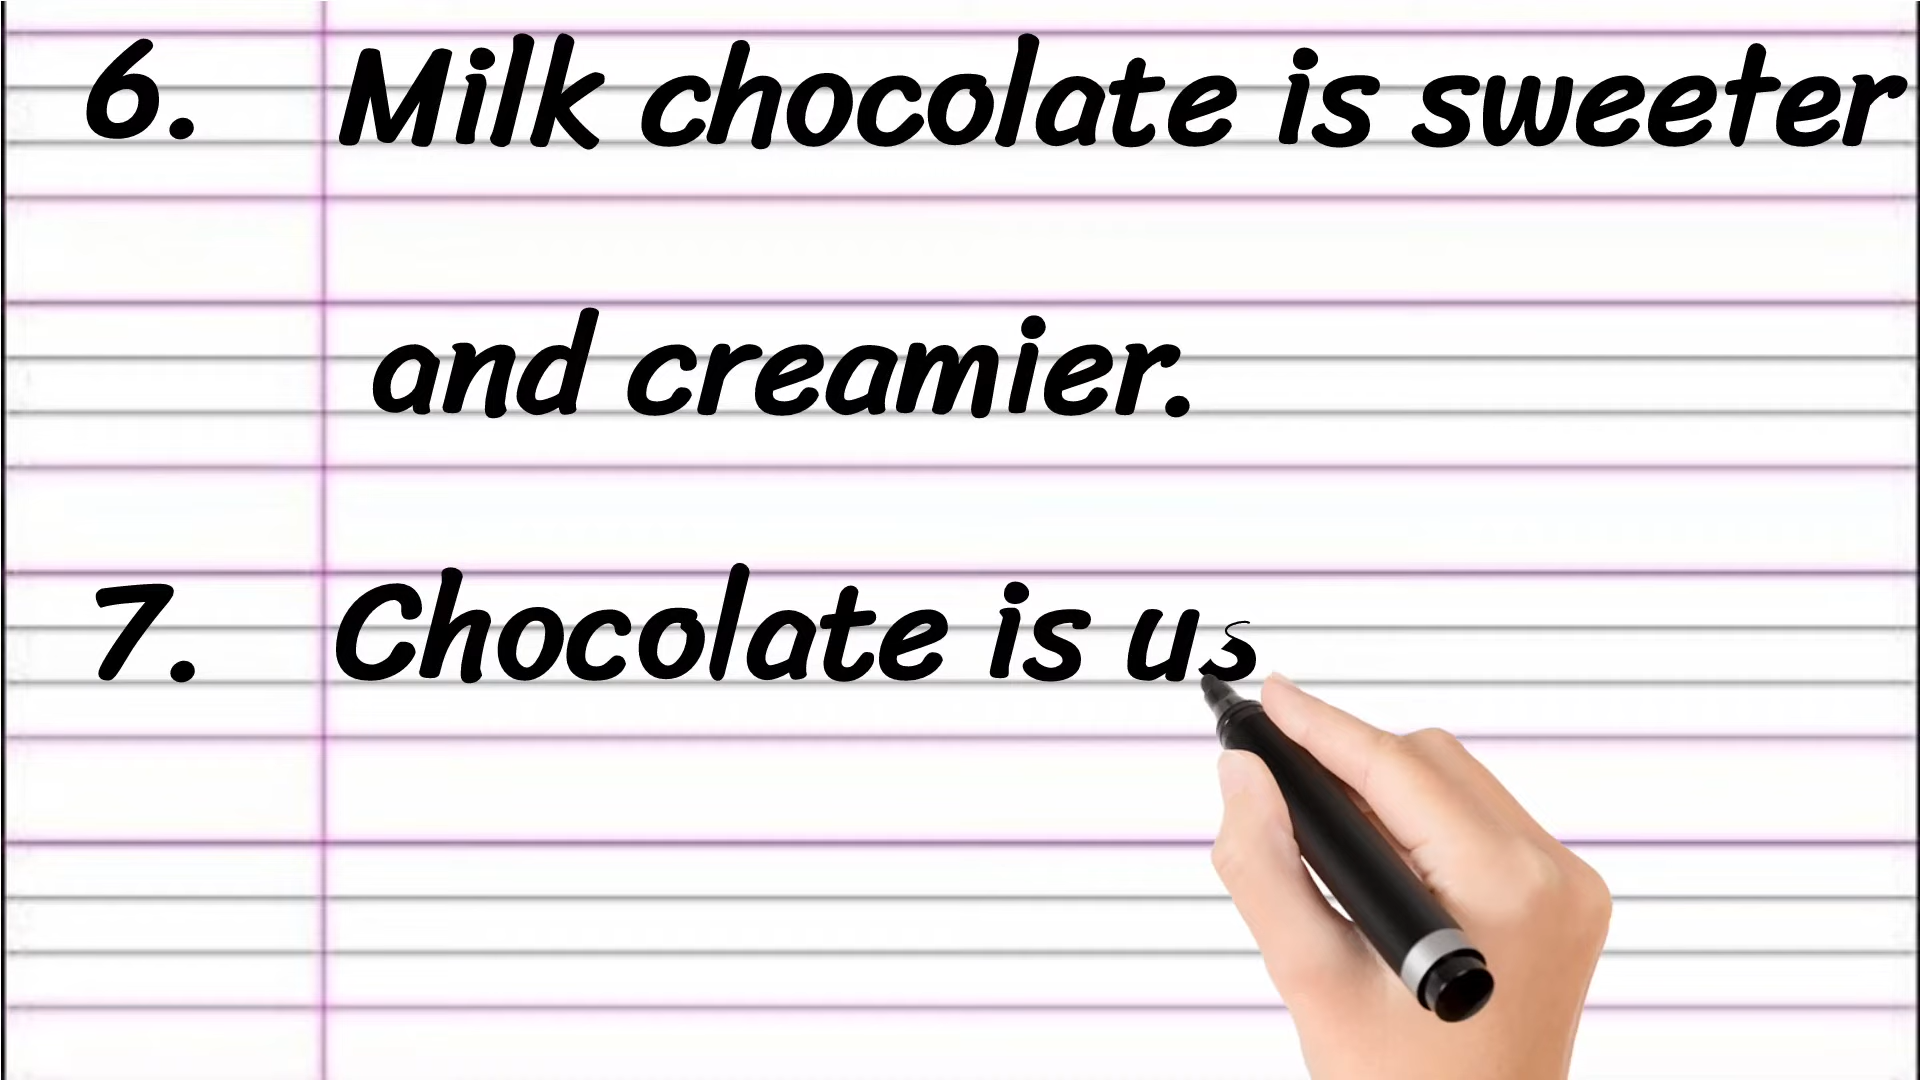 6. Milk chocolate is sweeter
and creamier.
7. Chocolate is us